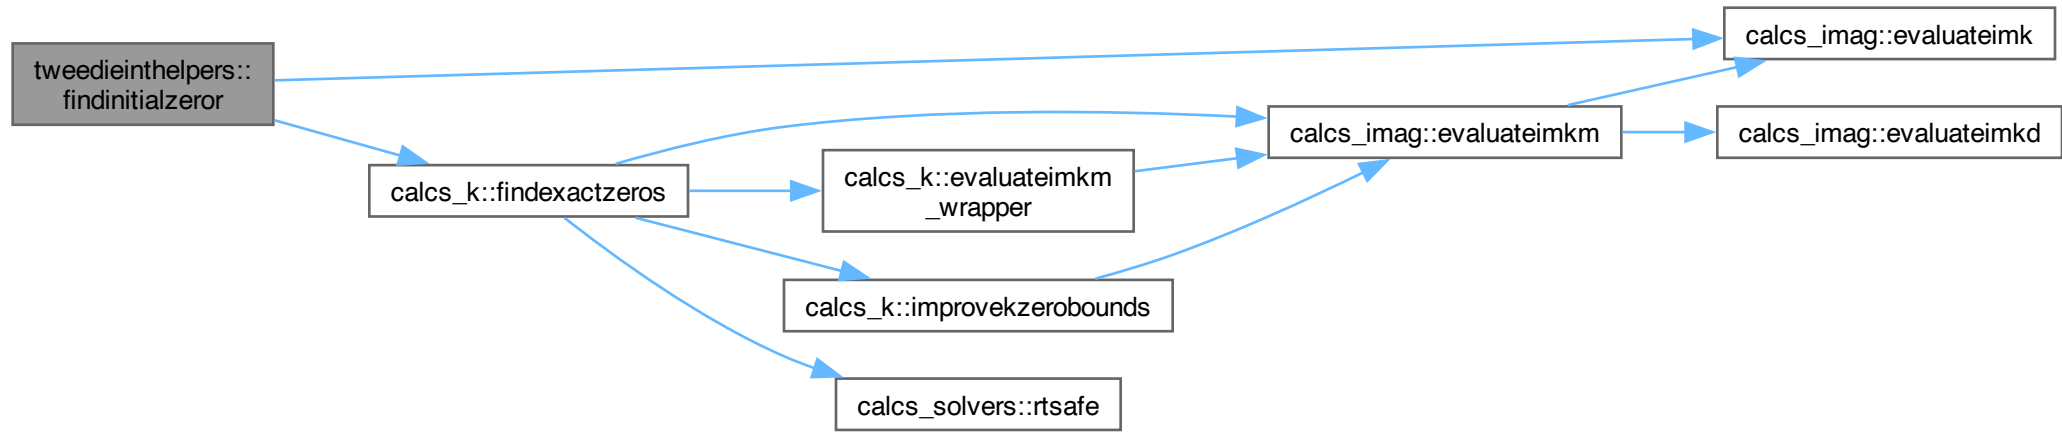 tweedieinthelpers::
findinitialzeror
calcs_k::findexactzeros
calcs_k::evaluateimkm
_wrapper
calcs_k::improvekzerobounds
calcs_solvers::rtsafe
calcs_imag::evaluateimkm
calcs_imag::evaluateimk
calcs_imag::evaluateimkd